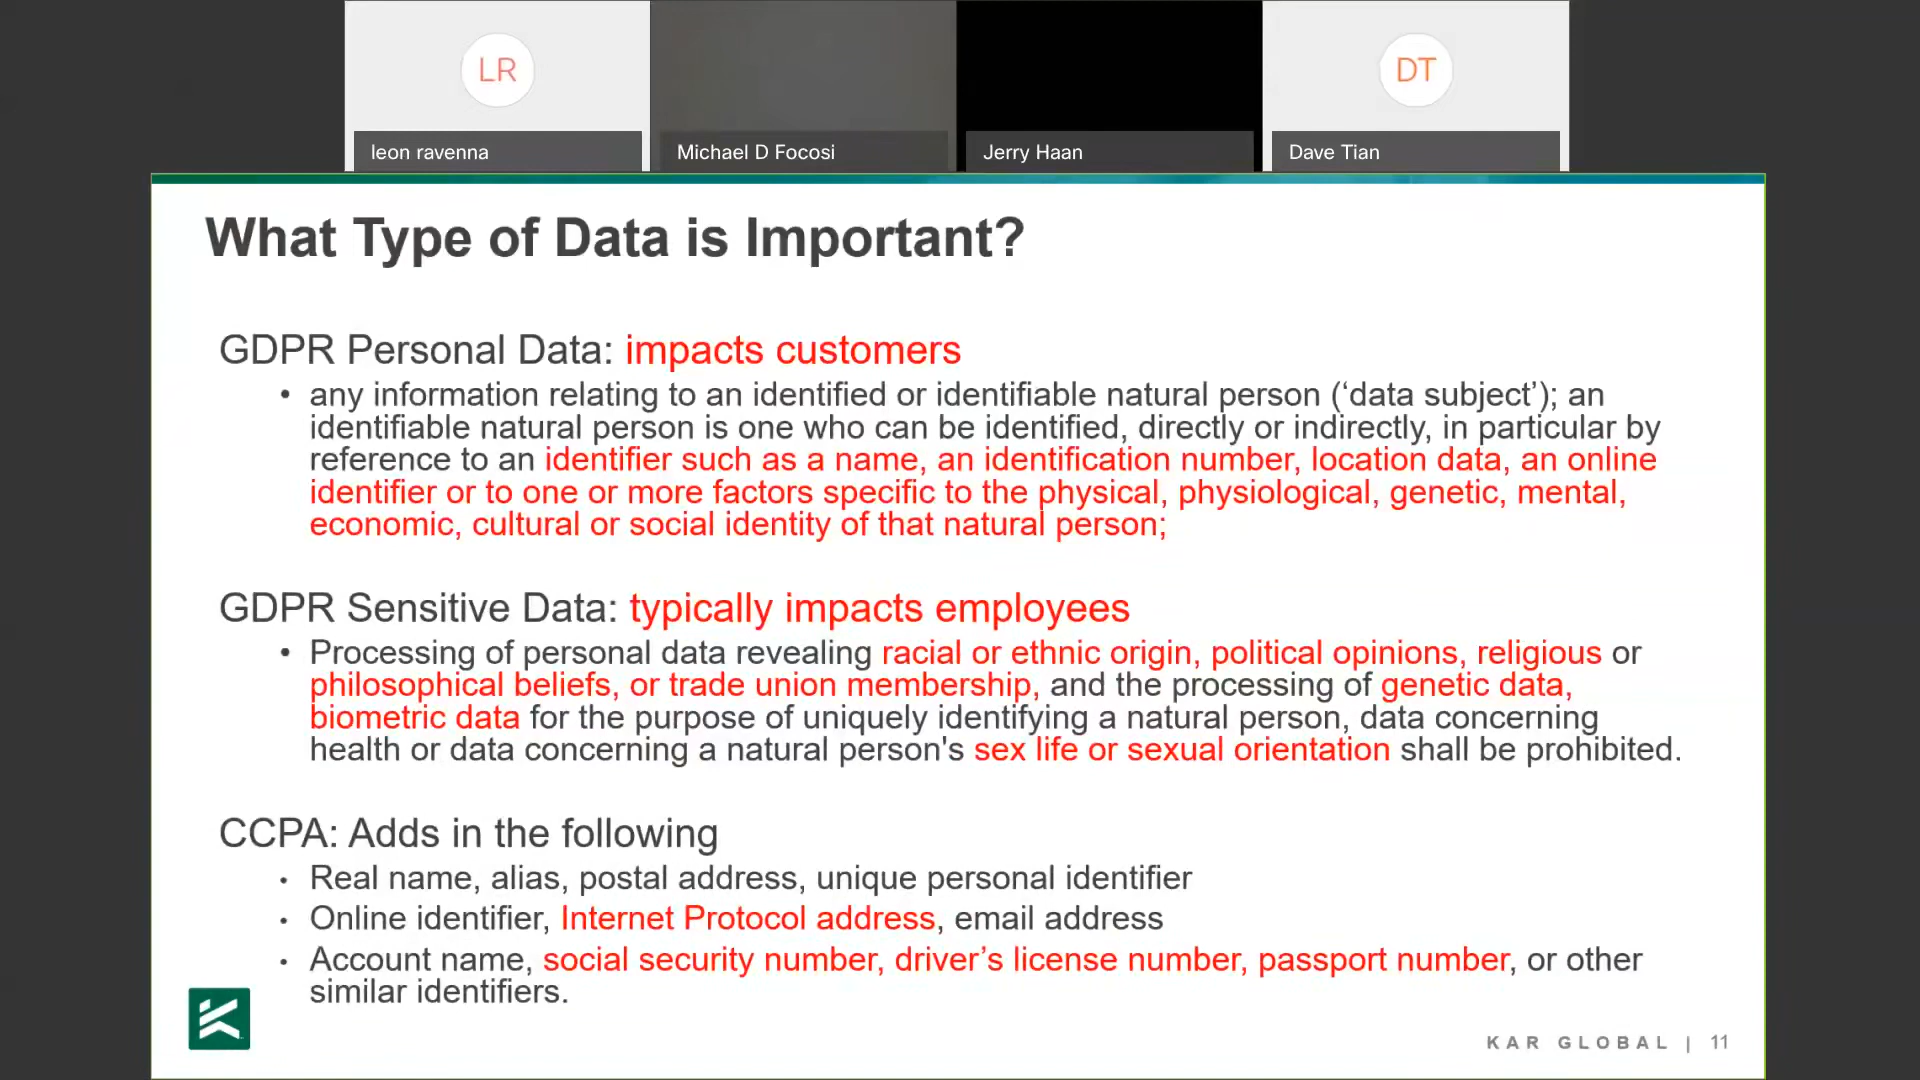 LR
DT
leon ravenna
Michael D Focosi
Jerry Haan
Dave Tian
What Type of Data is Important?
GDPR Personal Data: impacts customers
• any information relating to an identified or identifiable natural person (‘data subject’); an
identifiable natural person is one who can be identified, directly or indirectly, in particular by
reference to an identifier such as a name, an identification number, location data, an online
identifier or to one or more factors specific to the physical, physiological, genetic, mental,
economic, cultural or social identity of that natural person;
GDPR Sensitive Data: typically impacts employees
• Processing of personal data revealing racial or ethnic origin, political opinions, religious or
philosophical beliefs, or trade union membership, and the processing of genetic data,
biometric data for the purpose of uniquely identifying a natural person, data concerning
health or data concerning a natural person's sex life or sexual orientation shall be prohibited.
CCPA: Adds in the following
• Real name, alias, postal address, unique personal identifier
• Online identifier, Internet Protocol address, email address
• Account name, social security number, driver’s license number, passport number, or other
similar identifiers.
KAR GLOBAL | 11